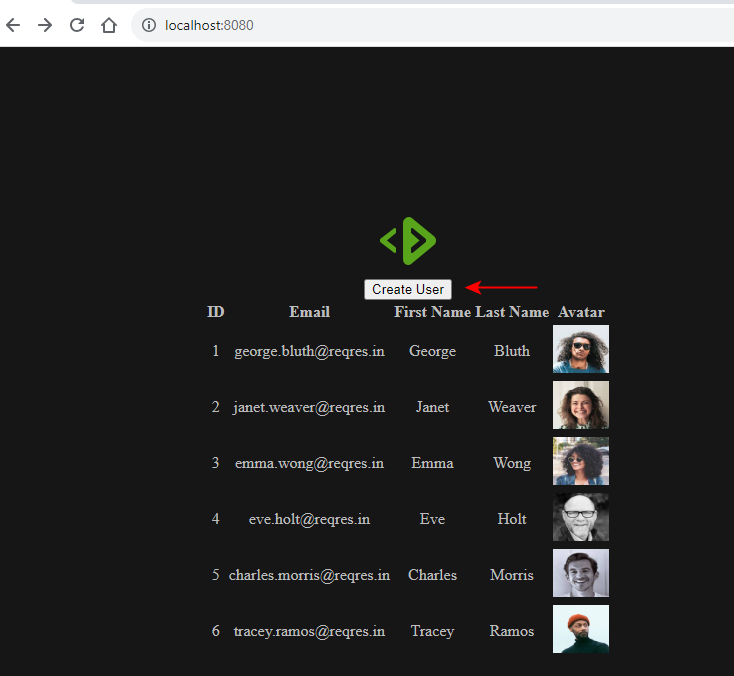 localhost:8080
Create User
ID Email First Name Last Name Avatar
1 george.bluth@reqres.in George Bluth
2 janet.weaver@reqres.in Janet Weaver
3 emma.wong@reqres.in Emma Wong
4 eve.holt@reqres.in Eve Holt
5 charles.morris@reqres.in Charles Morris
6 tracey.ramos@reqres.in Tracey Ramos